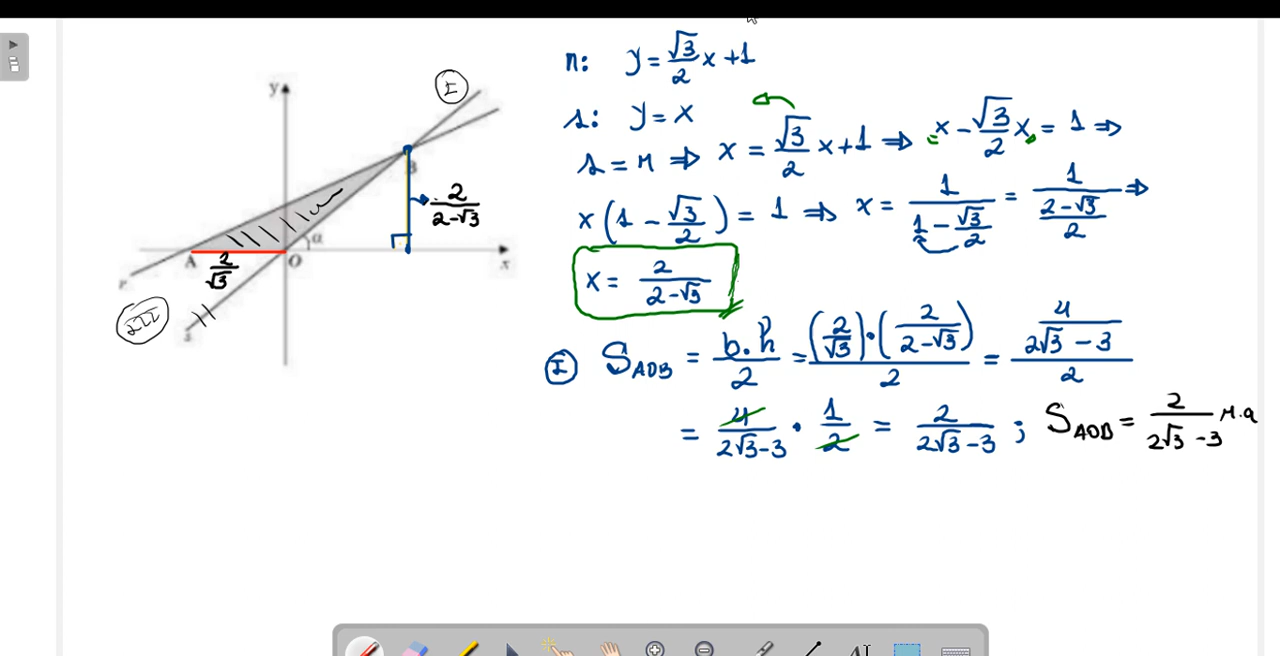 y
I
B
2/(2-√3)
α
A
2/√3
O
x
r
III
s
r: y = √3/2 x + 1
s: y = x
s = r ⇒ x = √3/2 x + 1 ⇒ x - √3/2 x = 1 ⇒
x(1 - √3/2) = 1 ⇒ x = 1/(1 - √3/2) = 1/((2-√3)/2) ⇒
x = 2/(2-√3)
I S_AOB = b.h/2 = (2/√3)·(2/(2-√3))/2 = (4/(2√3-3))/2
= 4/(2√3-3) · 1/2 = 2/(2√3-3) ; S_AOB = 2/(2√3-3) u.a
AI